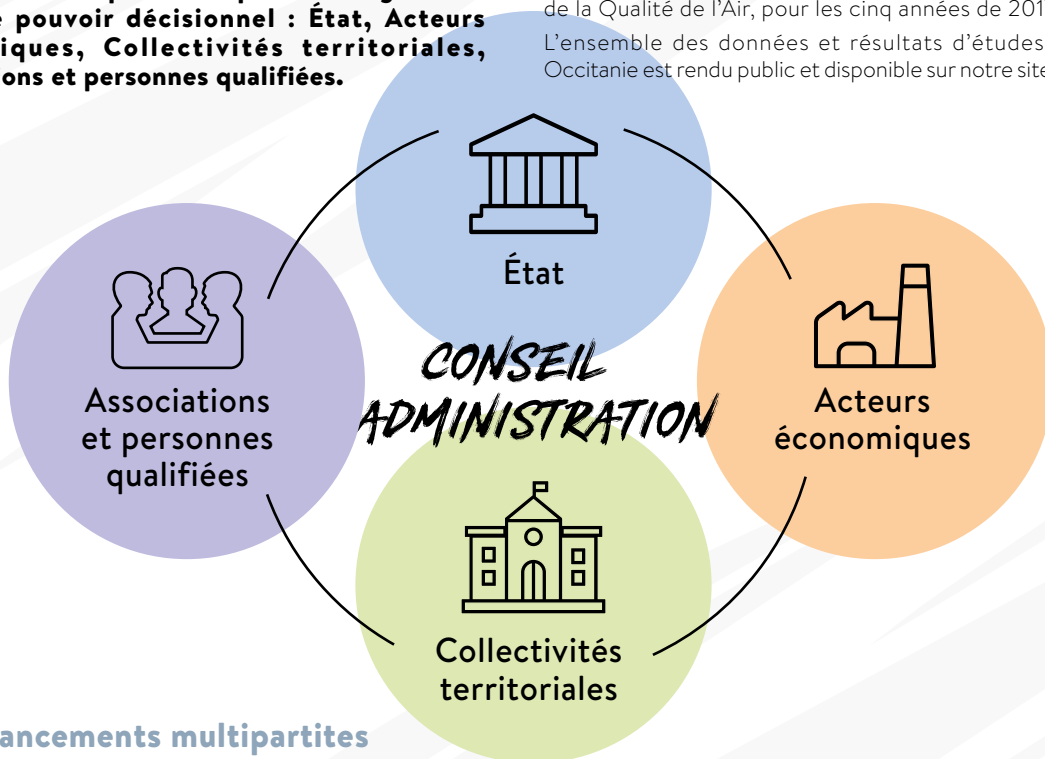 pouvoir décisionnel : État, Acteurs
iques, Collectivités territoriales,
ons et personnes qualifiées.
de la Qualité de l'Air, pour les cinq années de 201
L'ensemble des données et résultats d'études
Occitanie est rendu public et disponible sur notre site
État
CONSEIL
ADMINISTRATION
Associations
et personnes
qualifiées
Acteurs
économiques
Collectivités
territoriales
ancements multipartites